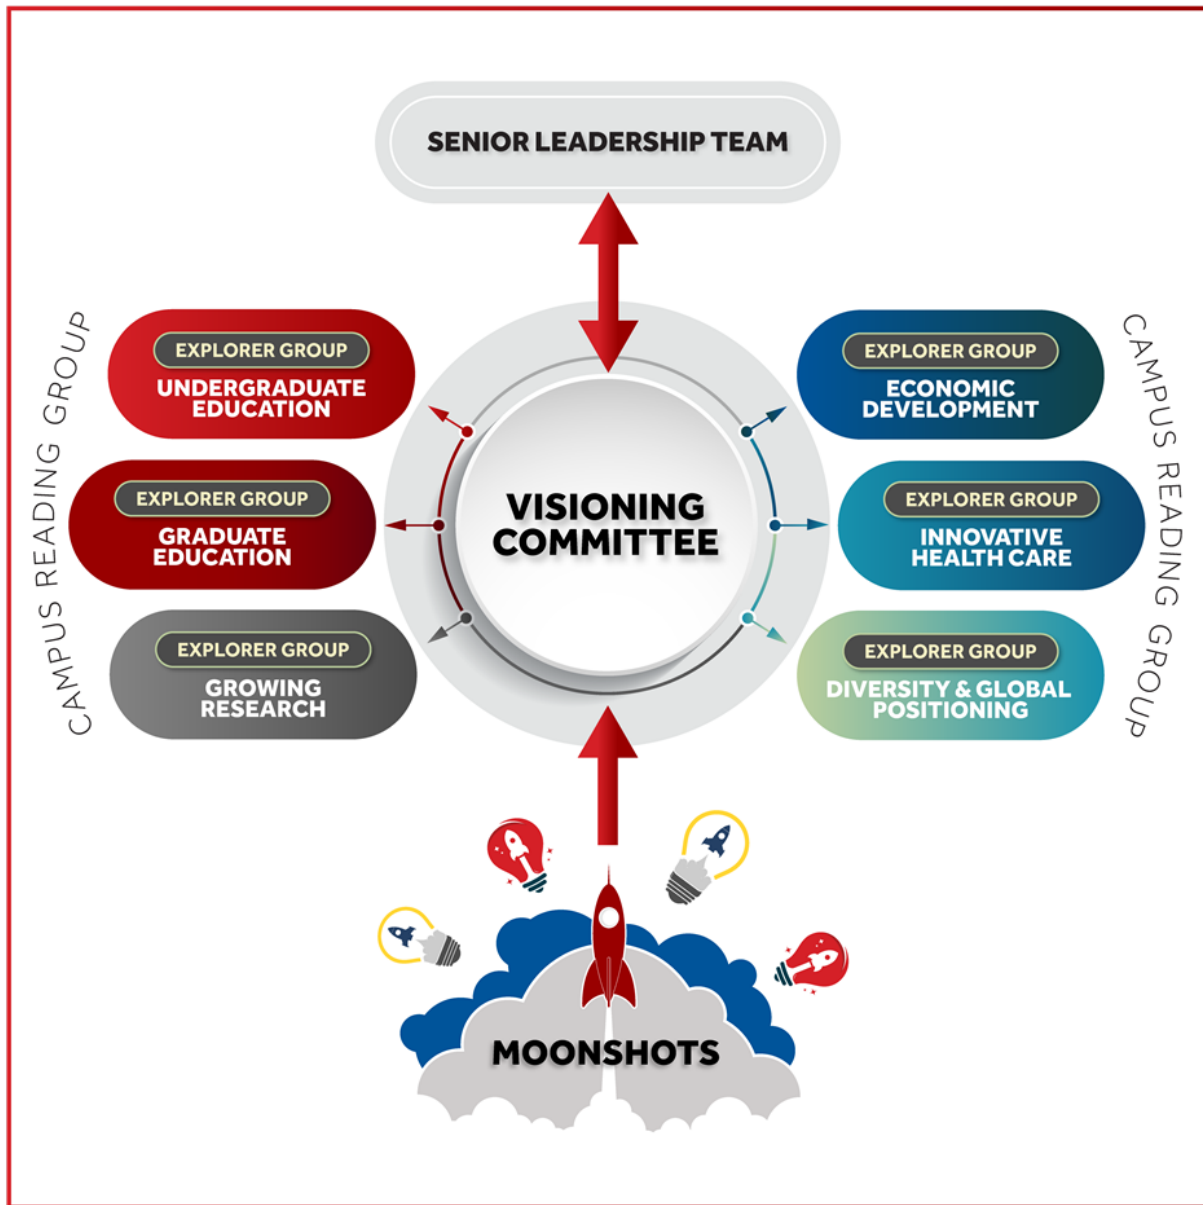 SENIOR LEADERSHIP TEAM
CAMPUS READING GROUP
EXPLORER GROUP
UNDERGRADUATE
EDUCATION
EXPLORER GROUP
GRADUATE
EDUCATION
EXPLORER GROUP
GROWING
RESEARCH
VISIONING
COMMITTEE
EXPLORER GROUP
ECONOMIC
DEVELOPMENT
EXPLORER GROUP
INNOVATIVE
HEALTH CARE
EXPLORER GROUP
DIVERSITY & GLOBAL
POSITIONING
CAMPUS READING GROUP
MOONSHOTS